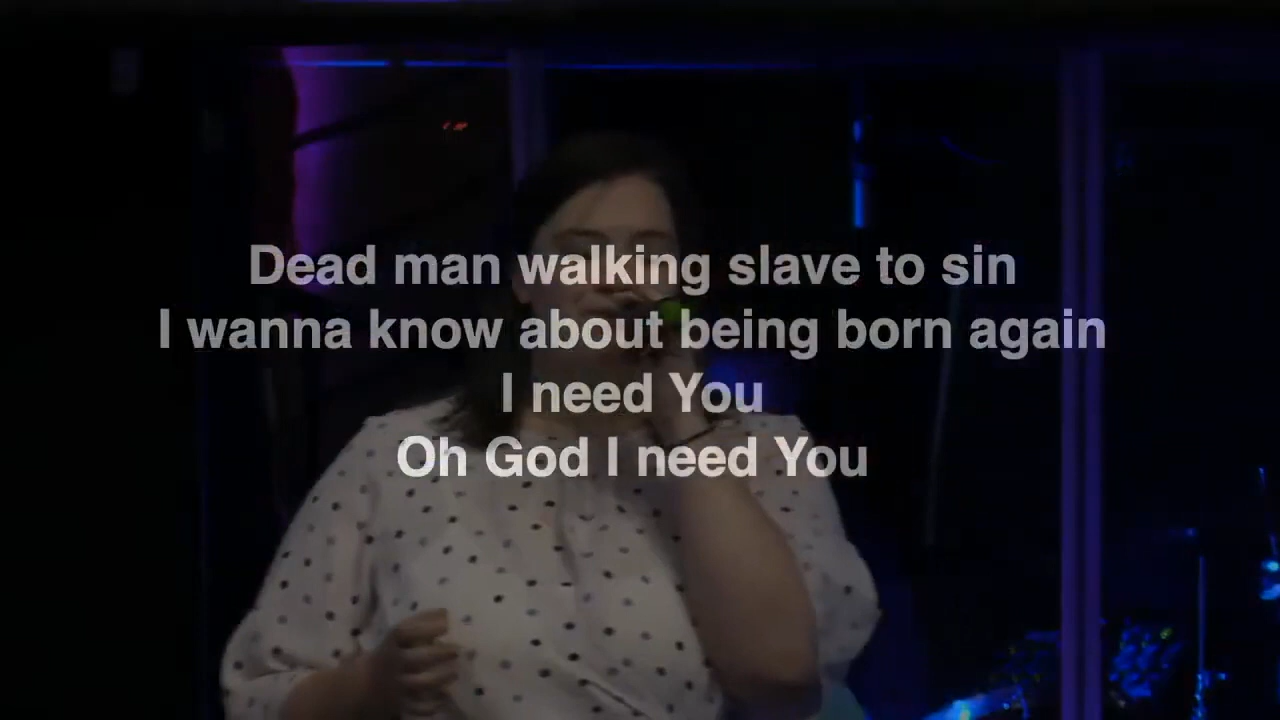 Dead man walking slave to sin
I wanna know about being born again
I need You
Oh God I need You